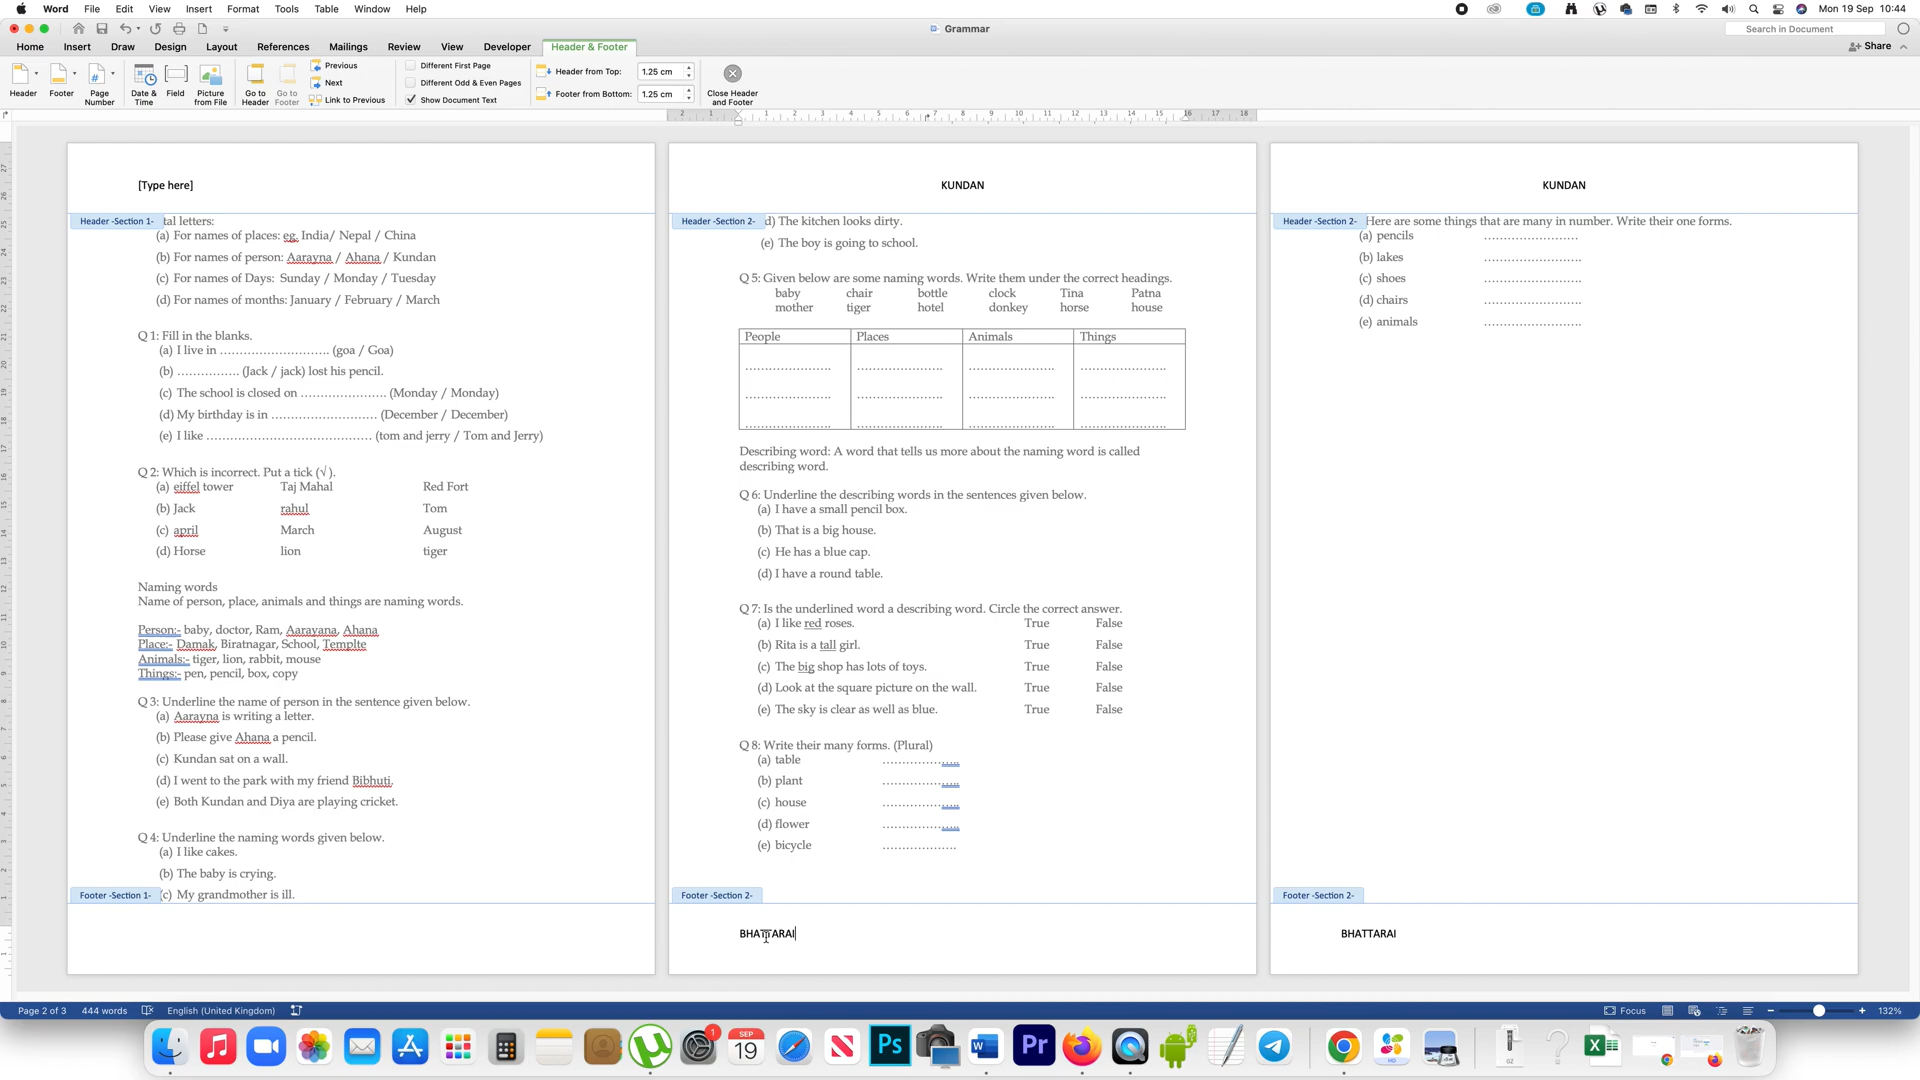 Word File Edit View Insert Format Tools Table Window Help Mon 19 Sep 10:44
Grammar
Search in Document
Home Insert Draw Design Layout References Mailings Review View Developer Header & Footer Share
Header Footer Page Number Date & Time Field Picture from File Go to Header Go to Footer
Previous
Next
Link to Previous
Different First Page
Different Odd & Even Pages
Show Document Text
Header from Top: 1.25 cm
Footer from Bottom: 1.25 cm
Close Header and Footer
[Type here]
Header -Section 1- tal letters:
(a) For names of places: eg. India/ Nepal / China
(b) For names of person: Aarayna / Ahana / Kundan
(c) For names of Days: Sunday / Monday / Tuesday
(d) For names of months: January / February / March
Q 1: Fill in the blanks.
(a) I live in ………………………. (goa / Goa)
(b) ……………. (Jack / jack) lost his pencil.
(c) The school is closed on …………………. (Monday / Monday)
(d) My birthday is in ……………………… (December / December)
(e) I like …………………………………… (tom and jerry / Tom and Jerry)
Q 2: Which is incorrect. Put a tick (√ ).
(a) eiffel tower Taj Mahal Red Fort
(b) Jack rahul Tom
(c) april March August
(d) Horse lion tiger
Naming words
Name of person, place, animals and things are naming words.
Person:- baby, doctor, Ram, Aarayana, Ahana
Place:- Damak, Biratnagar, School, Templte
Animals:- tiger, lion, rabbit, mouse
Things:- pen, pencil, box, copy
Q 3: Underline the name of person in the sentence given below.
(a) Aarayna is writing a letter.
(b) Please give Ahana a pencil.
(c) Kundan sat on a wall.
(d) I went to the park with my friend Bibhuti.
(e) Both Kundan and Diya are playing cricket.
Q 4: Underline the naming words given below.
(a) I like cakes.
(b) The baby is crying.
Footer -Section 1- (c) My grandmother is ill.
KUNDAN
Header -Section 2- d) The kitchen looks dirty.
(e) The boy is going to school.
Q 5: Given below are some naming words. Write them under the correct headings.
baby chair bottle clock Tina Patna
mother tiger hotel donkey horse house
People Places Animals Things
…………………. …………………. …………………. ………………….
…………………. …………………. …………………. ………………….
…………………. …………………. …………………. ………………….
Describing word: A word that tells us more about the naming word is called
describing word.
Q 6: Underline the describing words in the sentences given below.
(a) I have a small pencil box.
(b) That is a big house.
(c) He has a blue cap.
(d) I have a round table.
Q 7: Is the underlined word a describing word. Circle the correct answer.
(a) I like red roses. True False
(b) Rita is a tall girl. True False
(c) The big shop has lots of toys. True False
(d) Look at the square picture on the wall. True False
(e) The sky is clear as well as blue. True False
Q 8: Write their many forms. (Plural)
(a) table ………………..
(b) plant ………………..
(c) house ………………..
(d) flower ………………..
(e) bicycle ……………….
Footer -Section 2-
BHATTARAI
KUNDAN
Header -Section 2- Here are some things that are many in number. Write their one forms.
(a) pencils ……………………
(b) lakes …………………….
(c) shoes …………………….
(d) chairs …………………….
(e) animals …………………….
Footer -Section 2-
BHATTARAI
Page 2 of 3 444 words English (United Kingdom) Focus 132%
SEP
19
1
Ps
Pr